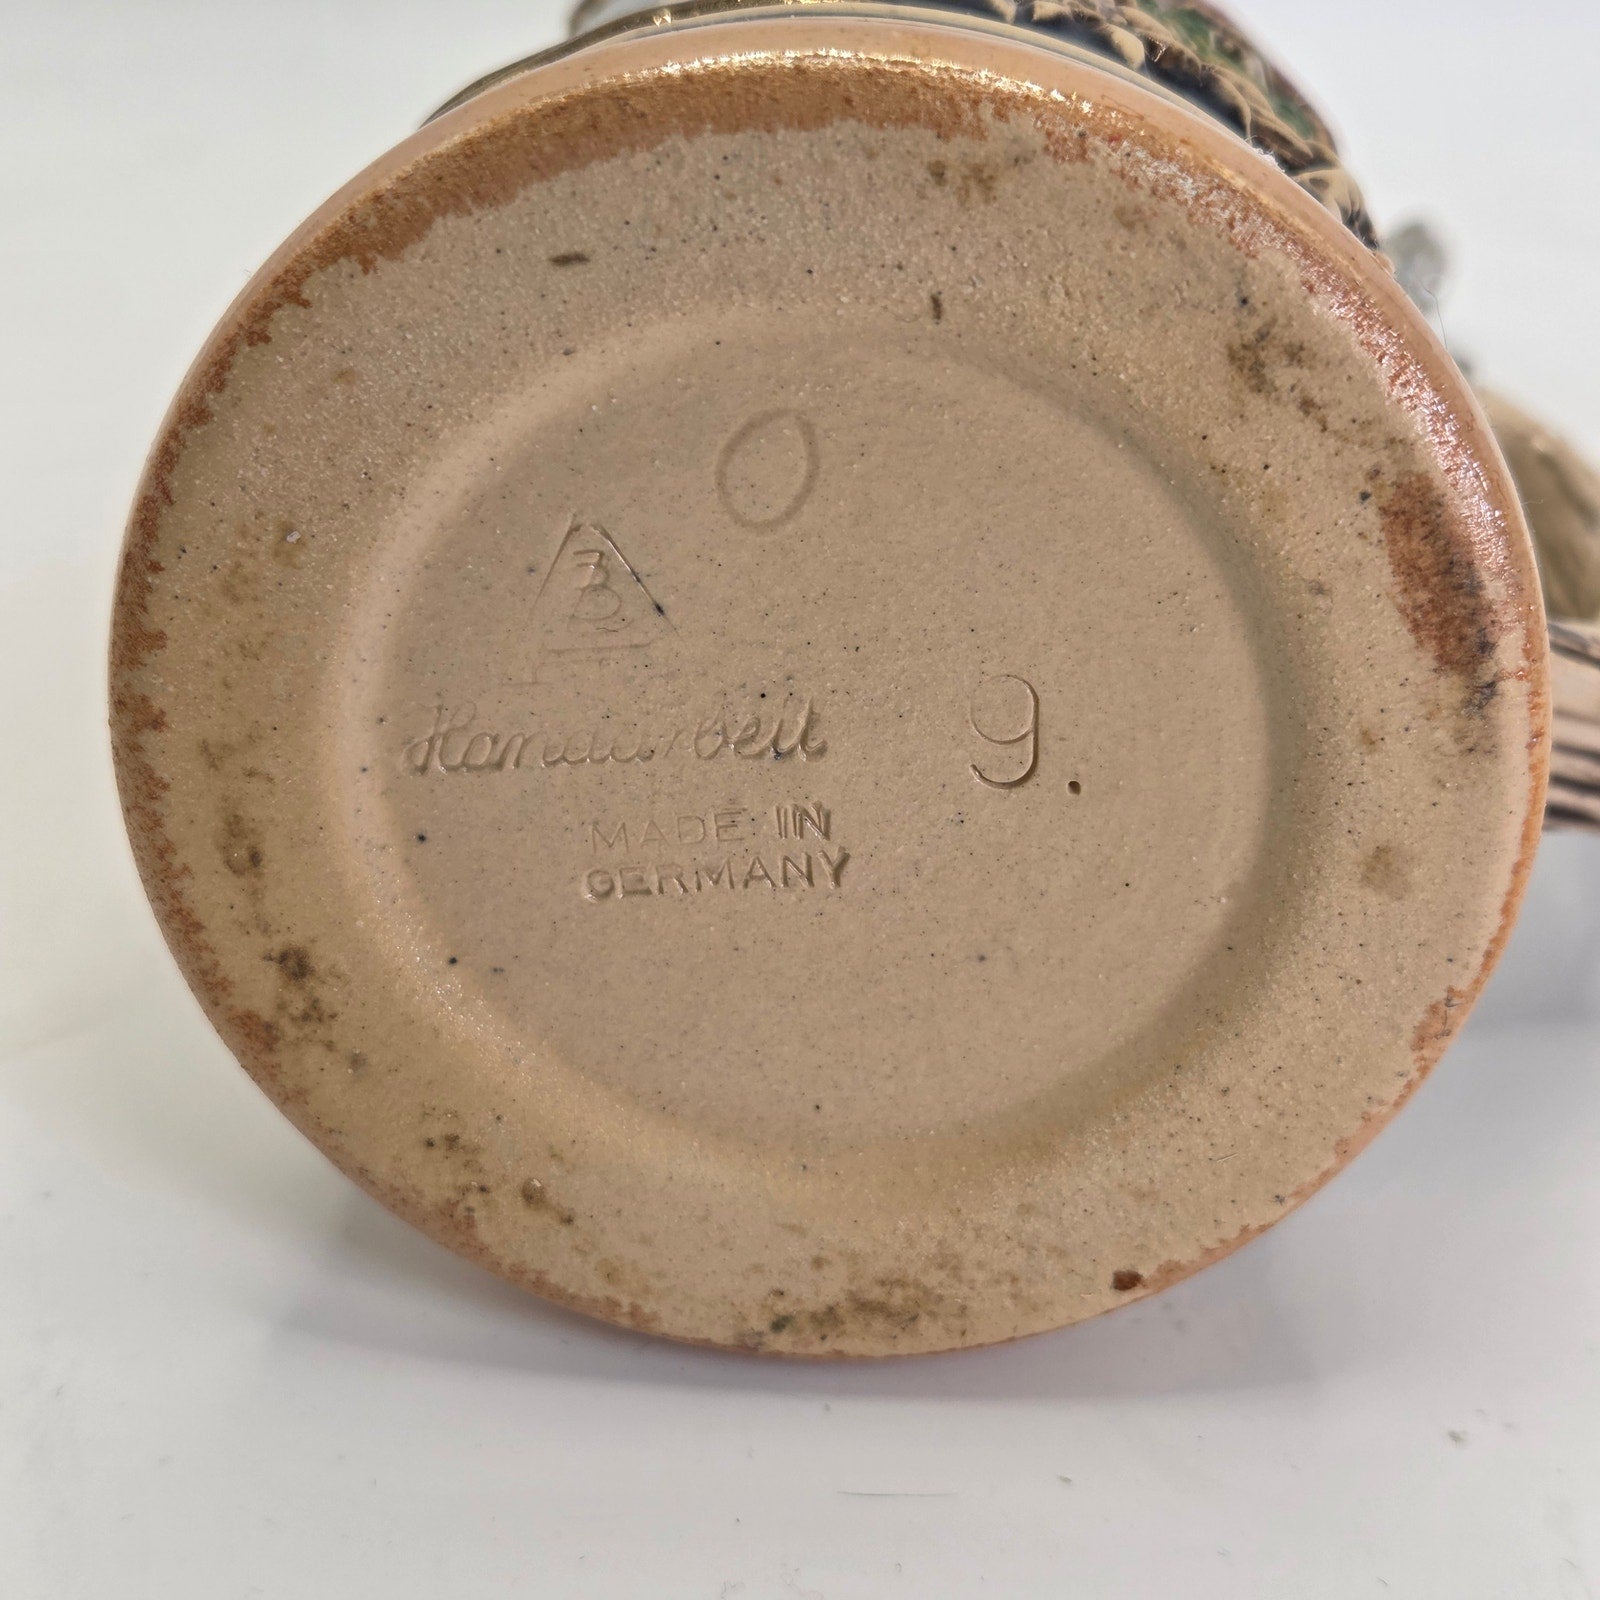 0
Handarbeit
9.
MADE IN
GERMANY